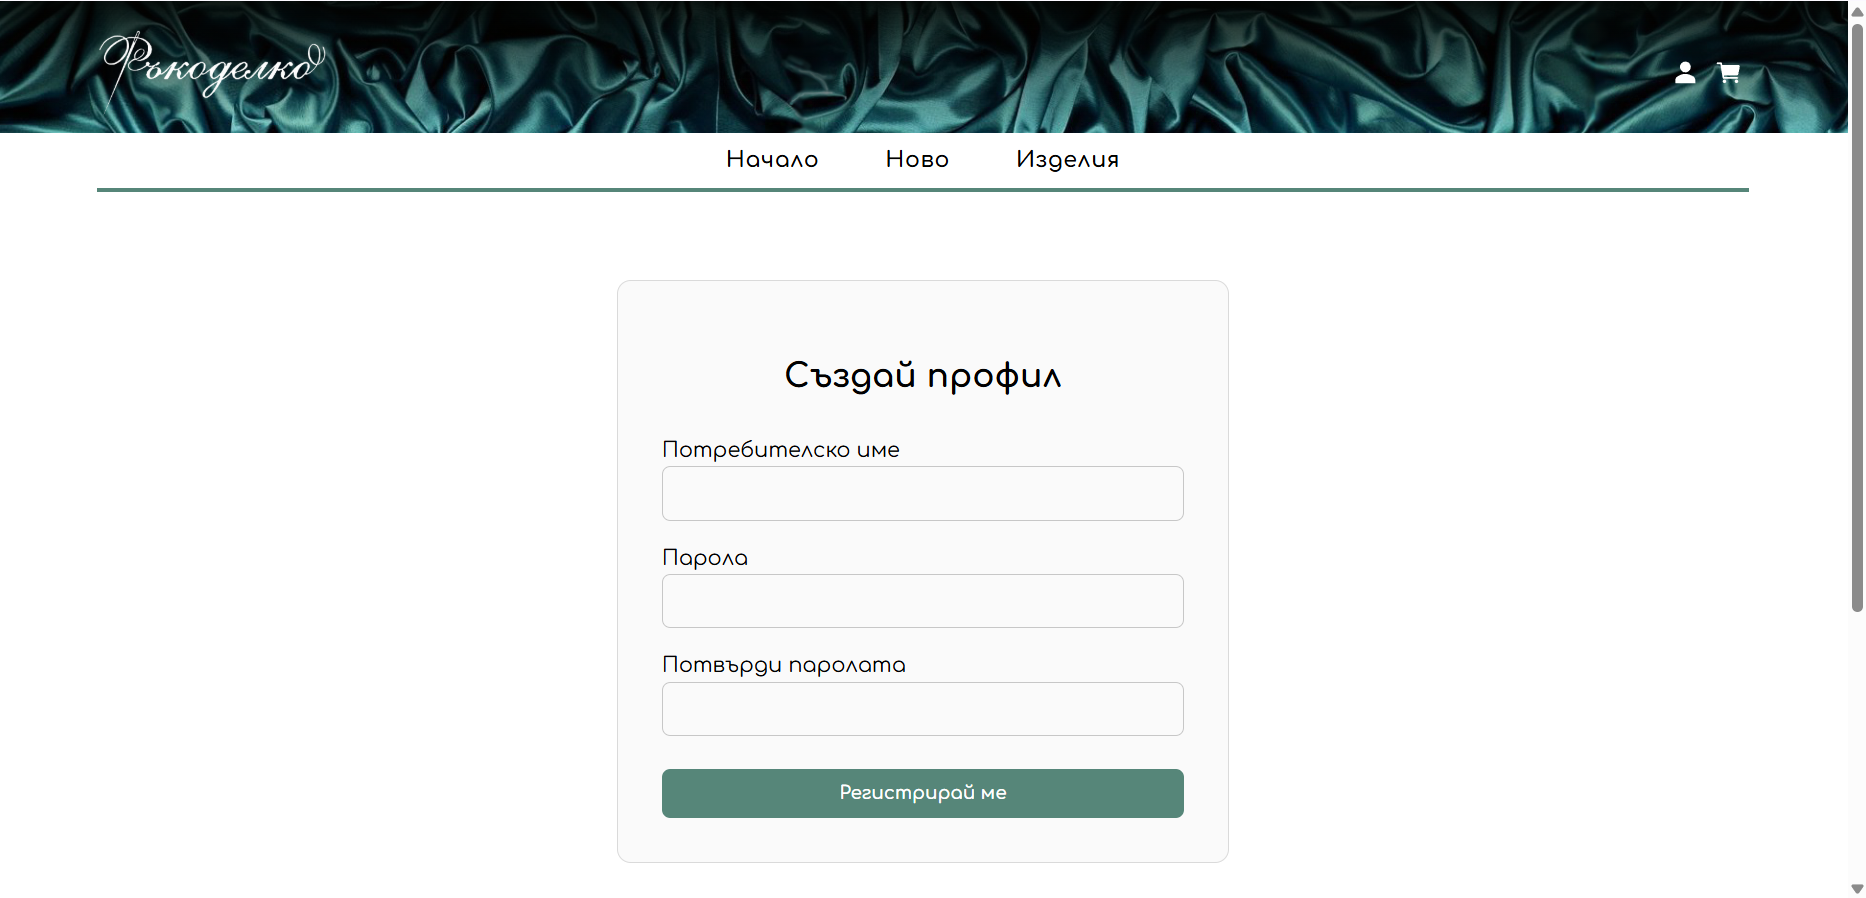 Ръкоделко
Начало Ново Изделия
Създай профил
Потребителско име
Парола
Потвърди паролата
Регистрирай ме